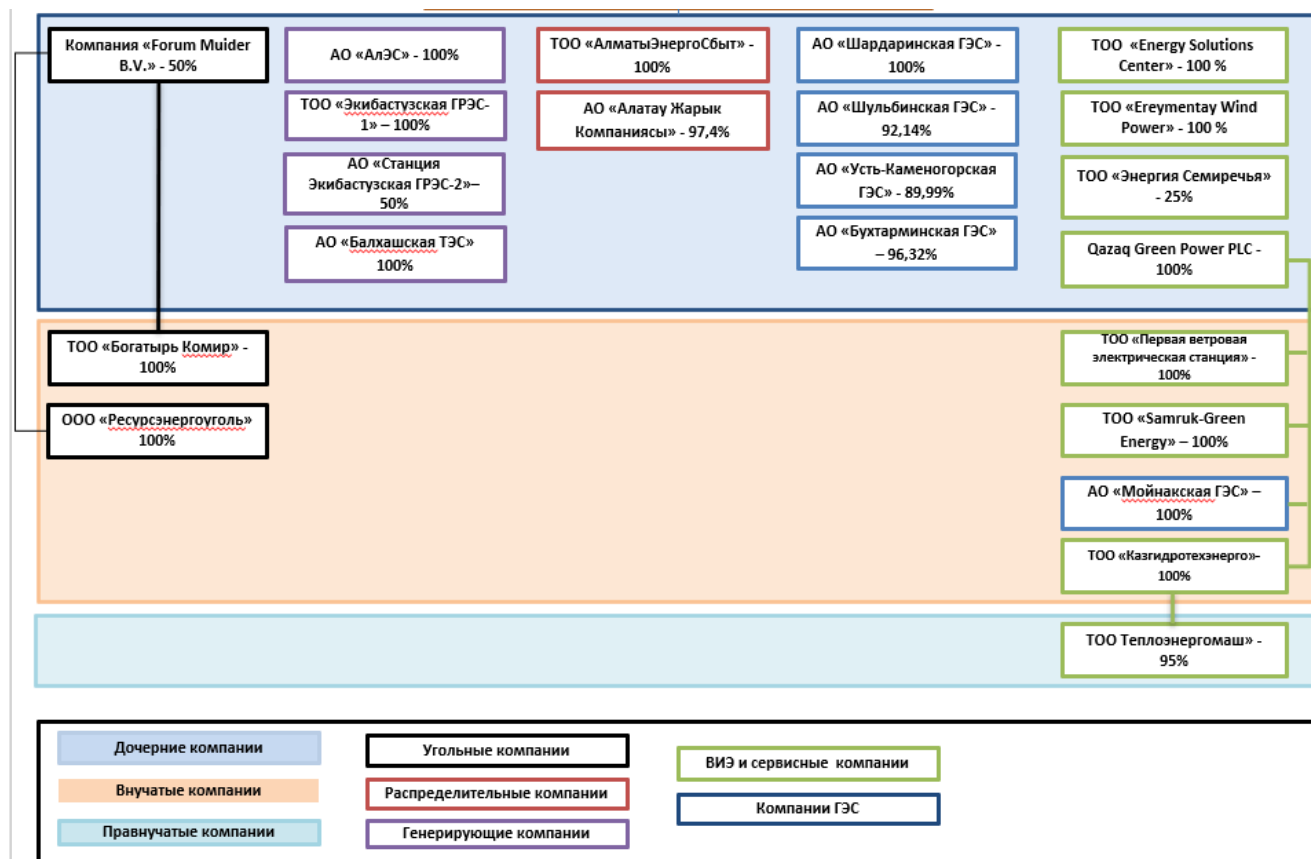 Компания «Forum Muider
B.V.» - 50%
АО «АлЭС» - 100%
ТОО «Экибастузская ГРЭС-
1» – 100%
АО «Станция
Экибастузская ГРЭС-2»–
50%
АО «Балхашская ТЭС»
100%
ТОО «АлматыЭнергоСбыт» -
100%
АО «Алатау Жарык
Компаниясы» - 97,4%
АО «Шардаринская ГЭС» -
100%
АО «Шульбинская ГЭС» -
92,14%
АО «Усть-Каменогорская
ГЭС» - 89,99%
АО «Бухтарминская ГЭС»
– 96,32%
ТОО «Energy Solutions
Center» - 100 %
ТОО «Ereymentay Wind
Power» - 100 %
ТОО «Энергия Семиречья»
- 25%
Qazaq Green Power PLC -
100%
ТОО «Богатырь Комир» -
100%
ООО «Ресурсэнергоуголь»
100%
ТОО «Первая ветровая
электрическая станция» -
100%
ТОО «Samruk-Green
Energy» – 100%
АО «Мойнакская ГЭС» –
100%
ТОО «Казгидротехэнерго»-
100%
ТОО Теплоэнергомаш» -
95%
Дочерние компании
Внучатые компании
Правнучатые компании
Угольные компании
Распределительные компании
Генерирующие компании
ВИЭ и сервисные компании
Компании ГЭС